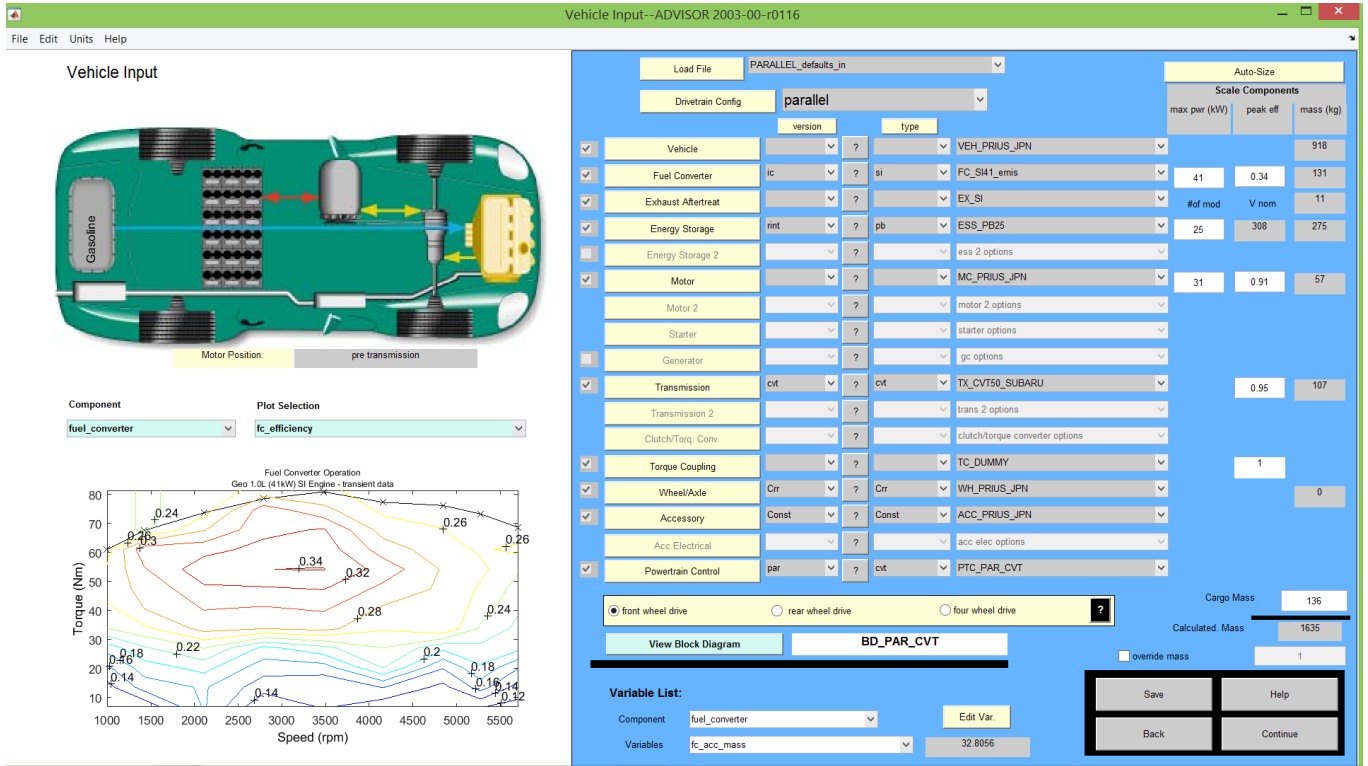 Vehicle Input--ADVISOR 2003-00-r0116
File Edit Units Help
Vehicle Input
Gasoline
Motor Position: pre transmission
Component Plot Selection
fuel_converter fc_efficiency
Fuel Converter Operation
Geo 1.0L (41kW) SI Engine - transient data
Torque (Nm)
80
70
60
50
40
30
20
10
0.24
0.26
0.26
0.3
0.26
0.34
0.32
0.28
0.24
0.22
0.2
0.18
0.16
0.18
0.14
0.16
0.14
0.14
0.12
1000 1500 2000 2500 3000 3500 4000 4500 5000 5500
Speed (rpm)
Load File PARALLEL_defaults_in
Auto-Size
Drivetrain Config parallel
Scale Components
max pwr (kW) peak eff mass (kg)
version type
Vehicle ? VEH_PRIUS_JPN 918
Fuel Converter ic ? si FC_SI41_emis 41 0.34 131
Exhaust Aftertreat ? EX_SI #of mod V nom 11
Energy Storage rint ? pb ESS_PB25 25 308 275
Energy Storage 2 ? ess 2 options
Motor ? MC_PRIUS_JPN 31 0.91 57
Motor 2 ? motor 2 options
Starter ? starter options
Generator ? gc options
Transmission cvt ? cvt TX_CVT50_SUBARU 0.95 107
Transmission 2 ? trans 2 options
Clutch/Torq. Conv. ? clutch/torque converter options
Torque Coupling ? TC_DUMMY 1
Wheel/Axle Crr ? Crr WH_PRIUS_JPN 0
Accessory Const ? Const ACC_PRIUS_JPN
Acc Electrical ? acc elec options
Powertrain Control par ? cvt PTC_PAR_CVT
front wheel drive rear wheel drive four wheel drive ?
Cargo Mass 136
Calculated. Mass 1635
View Block Diagram BD_PAR_CVT
override mass 1
Variable List:
Component fuel_converter Edit Var.
Variables fc_acc_mass 32.8056
Save Help
Back Continue